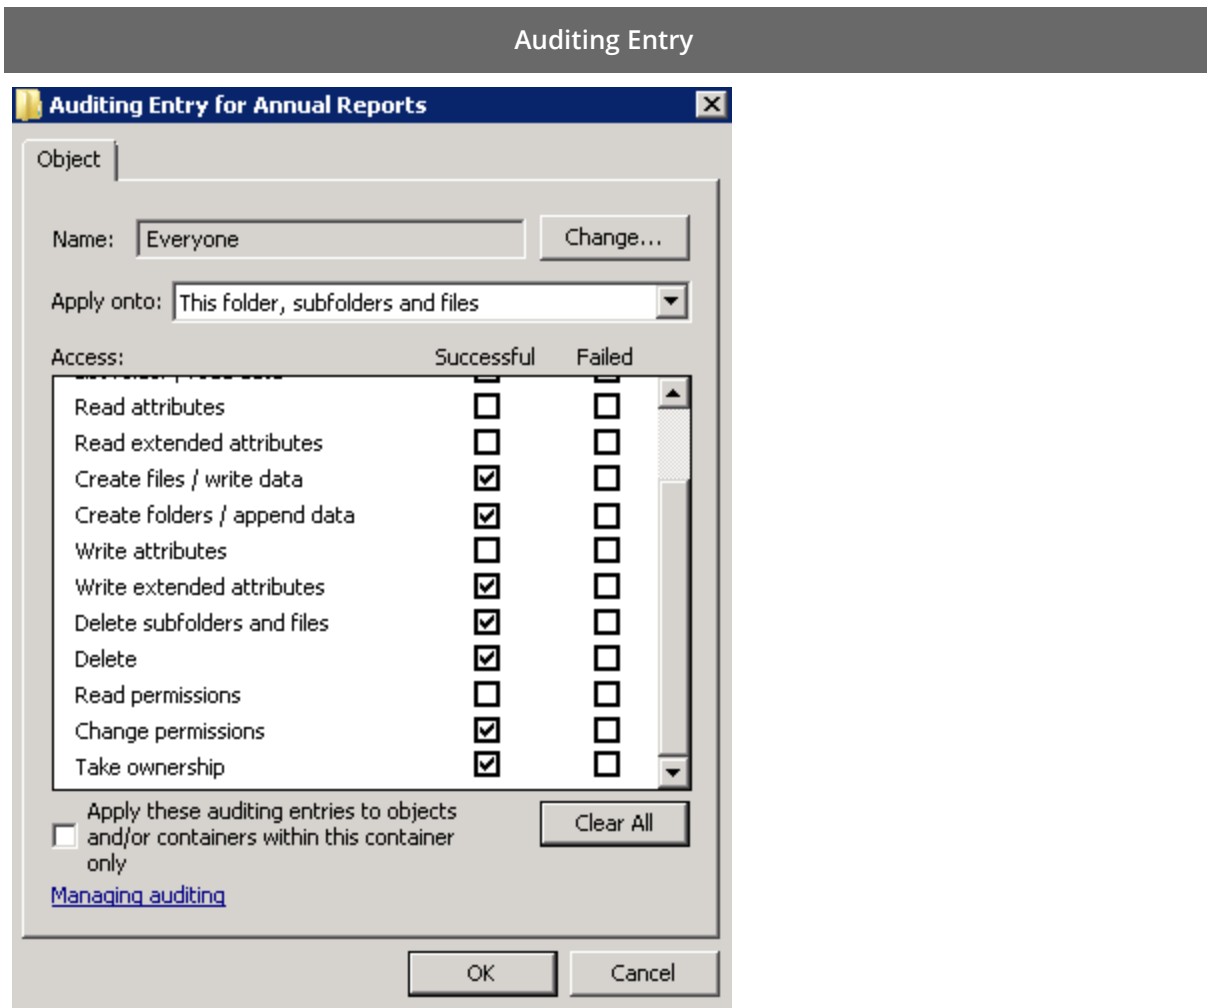 Auditing Entry
Auditing Entry for Annual Reports
Object
Name: Everyone Change...
Apply onto: This folder, subfolders and files
Access: Successful Failed
Read attributes
Read extended attributes
Create files / write data
Create folders / append data
Write attributes
Write extended attributes
Delete subfolders and files
Delete
Read permissions
Change permissions
Take ownership
Apply these auditing entries to objects
and/or containers within this container
only
Clear All
Managing auditing
OK Cancel